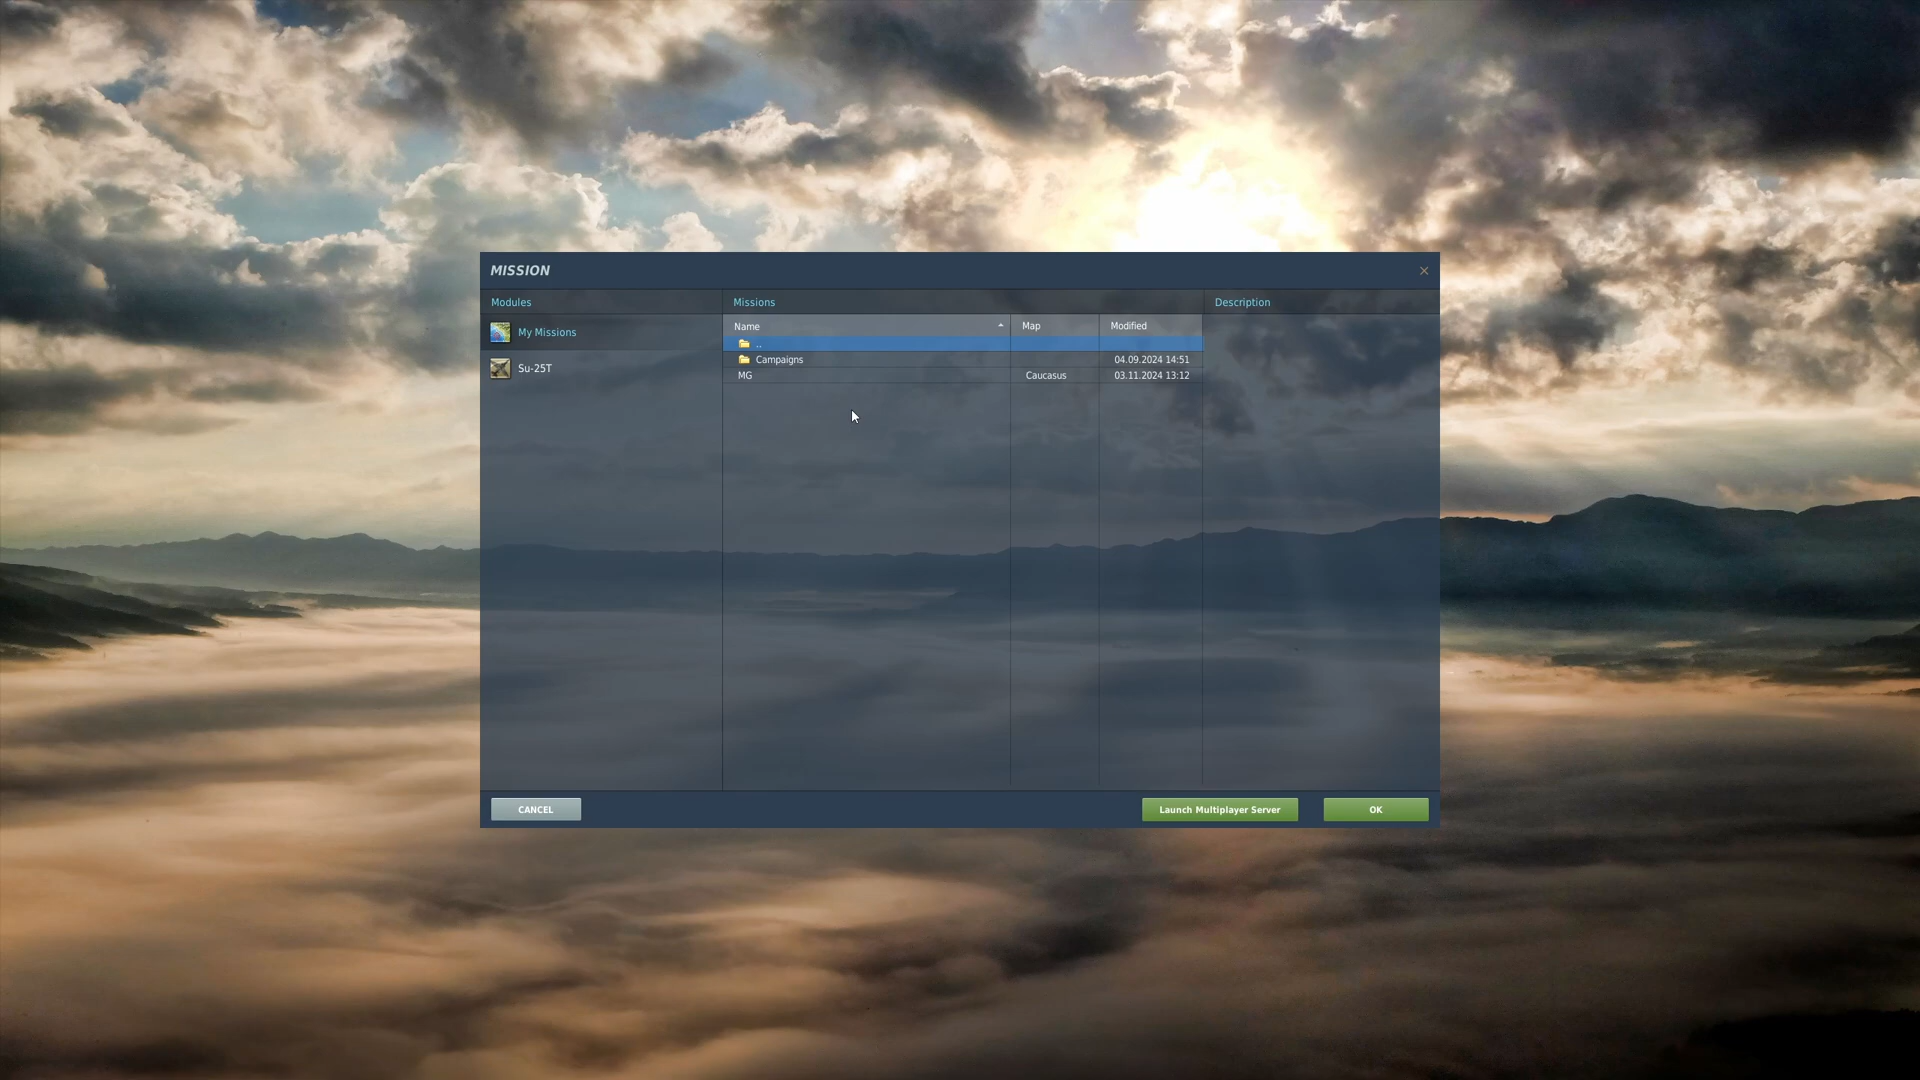 MISSION
Modules
Missions
Description
My Missions
Su-25T
Name
Map
Modified
..
Campaigns
04.09.2024 14:51
MG
Caucasus
03.11.2024 13:12
CANCEL
Launch Multiplayer Server
OK